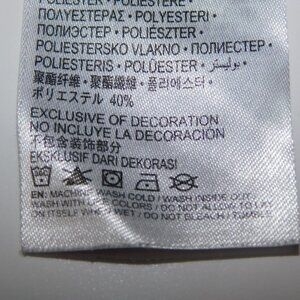 POLIESTER • POLIESTERE •
ΠΟΛΥΕΣΤΕΡΑΣ • POLYESTERI •
ПОЛИЭСТЕР • POLIÉSZTER •
POLIESTERSKO VLAKNO • ПОЛИЕСТЕР •
POLIESTERIS • POLÜESTER • بوليستر •
聚酯纤维 • 聚酯纖維 • 폴리에스터 •
ポリエステル 40%
EXCLUSIVE OF DECORATION
NO INCLUYE LA DECORACIÓN
不包含装饰部分
EKSKLUSIF DARI DEKORASI
EN: MACHINE WASH COLD / WASH INSIDE OUT
WASH WITH LIKE COLORS / DO NOT ALLOW TO LAY
ON ITSELF WHEN WET / DO NOT BLEACH / TUMBLE